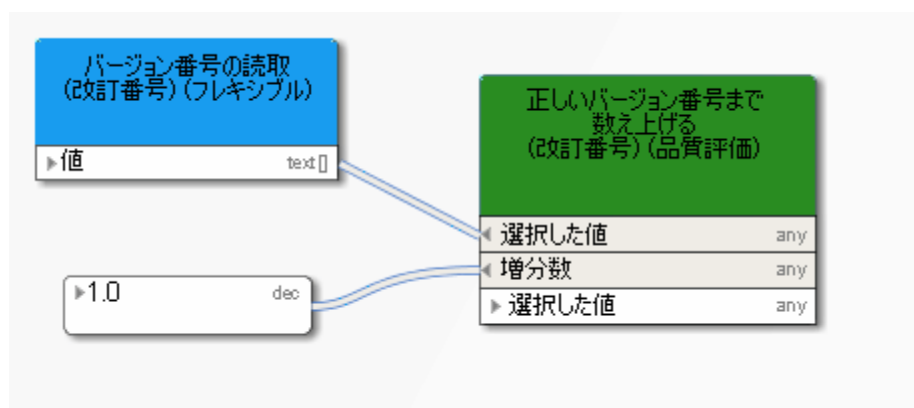 バージョン番号の読取
(改訂番号)(フレキシブル)
値 text[]
1.0 dec
正しいバージョン番号まで
数え上げる
(改訂番号)(品質評価)
選択した値 any
増分数 any
選択した値 any